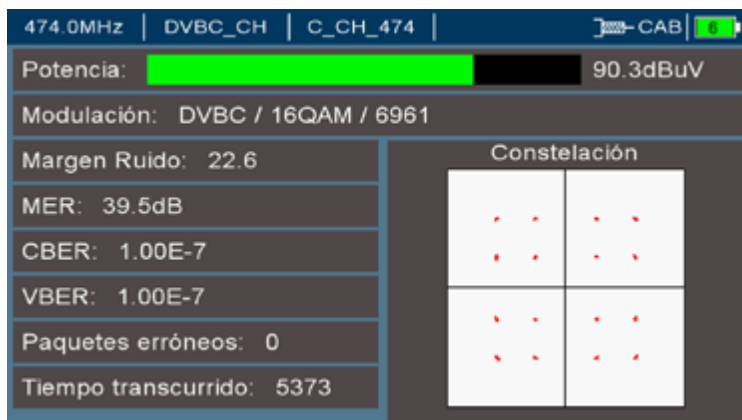 474.0MHz | DVBC_CH | C_CH_474 | CAB 6
Potencia: 90.3dBuV
Modulación: DVBC / 16QAM / 6961
Margen Ruido: 22.6
Constelación
MER: 39.5dB
CBER: 1.00E-7
VBER: 1.00E-7
Paquetes erróneos: 0
Tiempo transcurrido: 5373